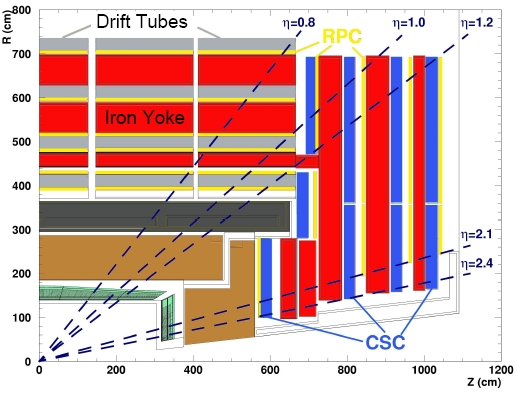 R (cm)
800
700
600
500
400
300
200
100
0
Drift Tubes
η=0.8
RPC
η=1.0
η=1.2
Iron Yoke
η=2.1
η=2.4
CSC
0
200
400
600
800
1000
1200
Z (cm)